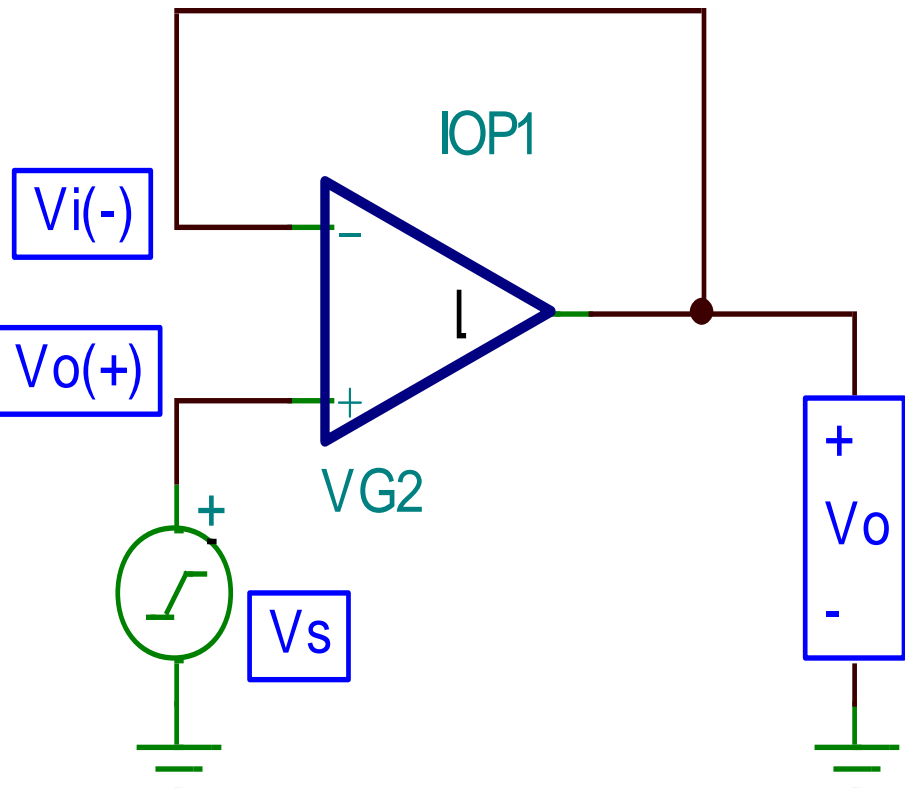 IOP1
Vi(-)
-
I
Vo(+)
+
VG2
+
Vs
+
Vo
-